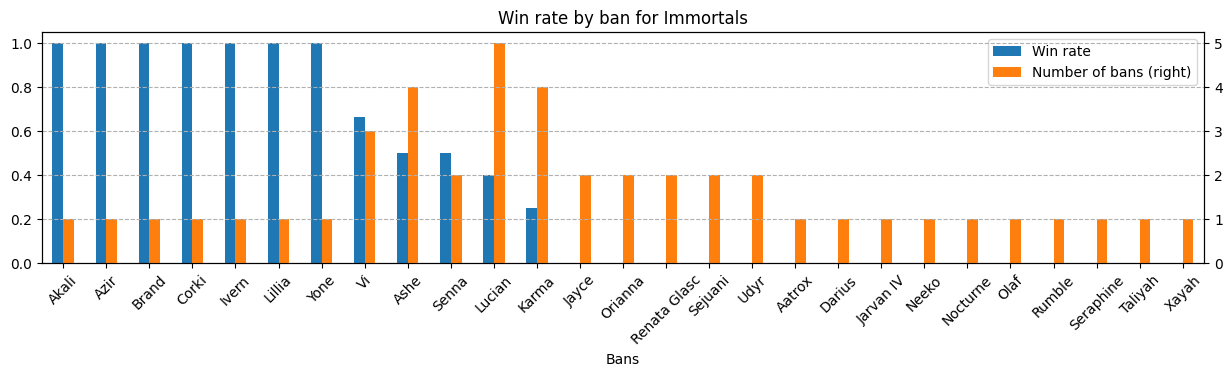 Win rate by ban for Immortals
Win rate
Number of bans (right)
1.0
0.8
0.6
0.4
0.2
0.0
5
4
3
2
1
0
Akali
Azir
Brand
Corki
Ivern
Lillia
Yone
Vi
Ashe
Senna
Lucian
Karma
Jayce
Orianna
Renata Glasc
Sejuani
Udyr
Aatrox
Darius
Jarvan IV
Neeko
Nocturne
Olaf
Rumble
Seraphine
Taliyah
Xayah
Bans